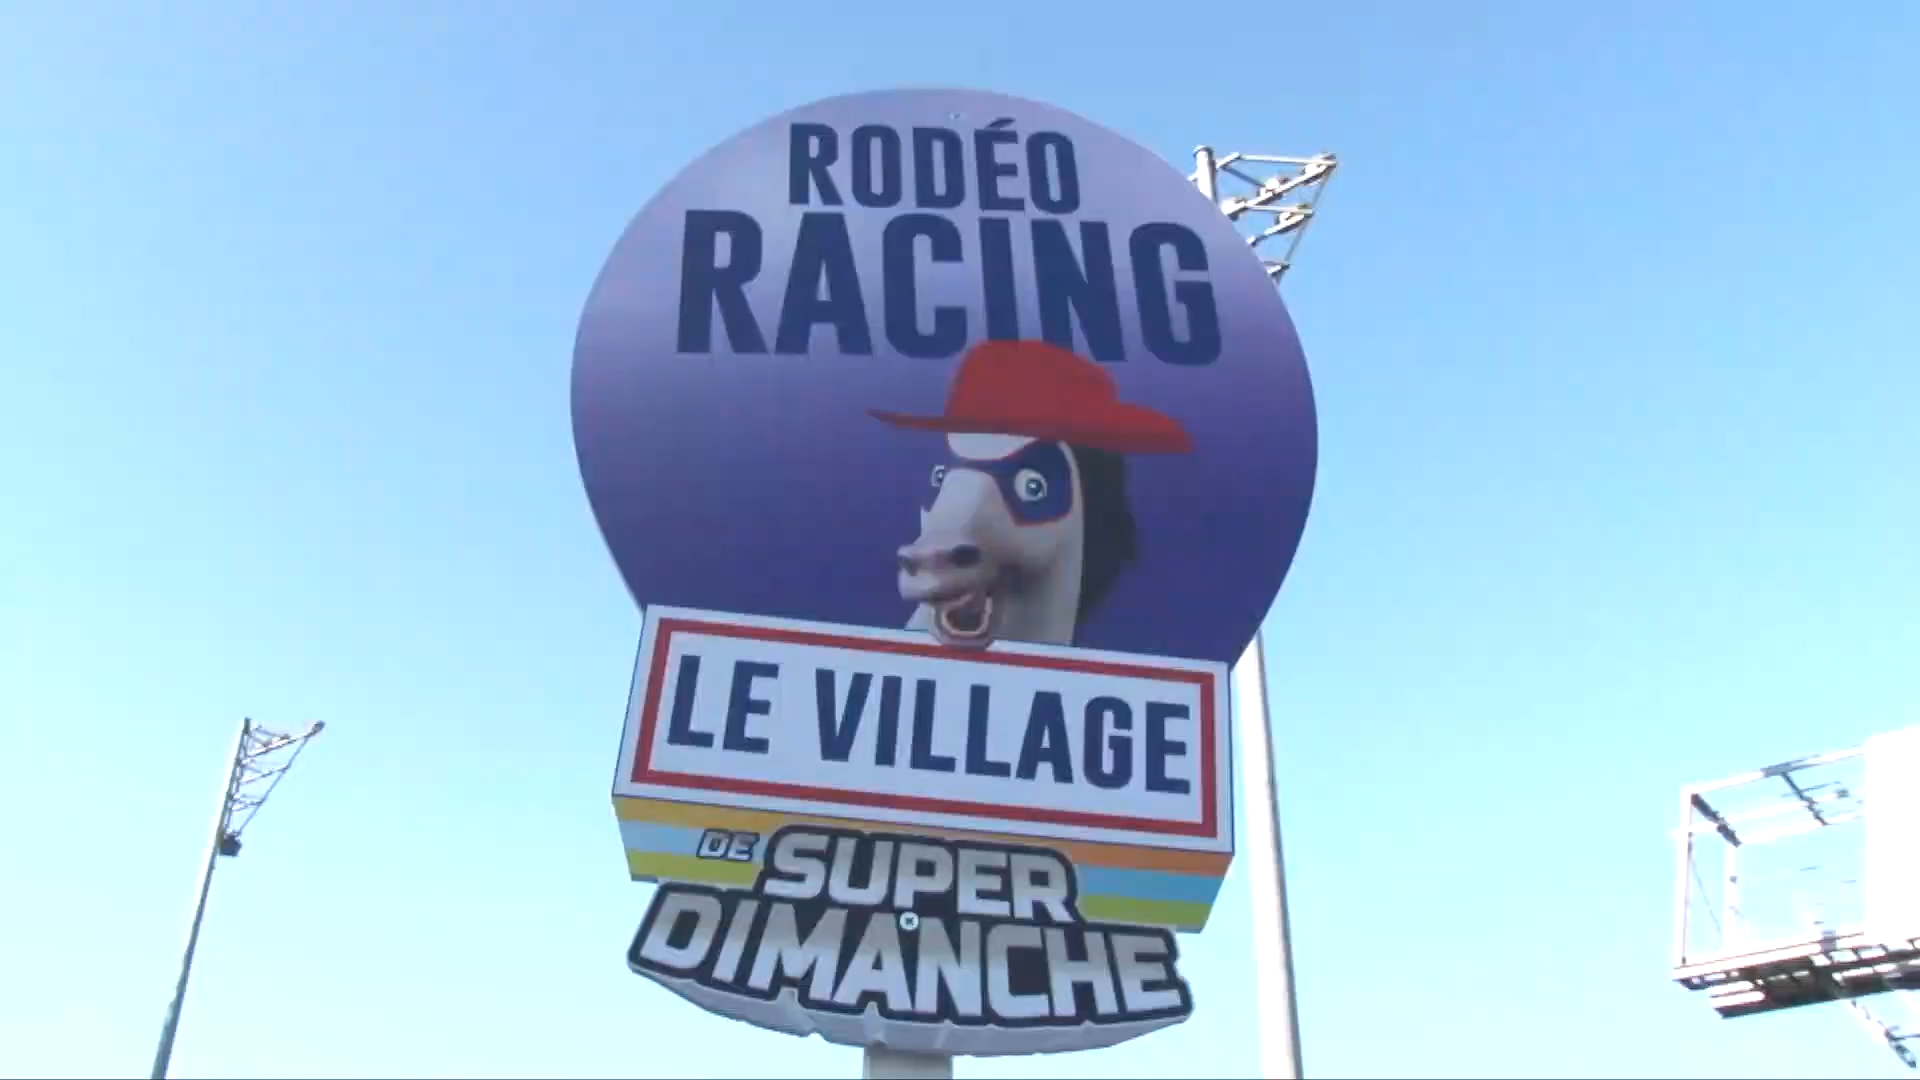 RODÉO
RACING
LE VILLAGE
DE SUPER
DIMANCHE